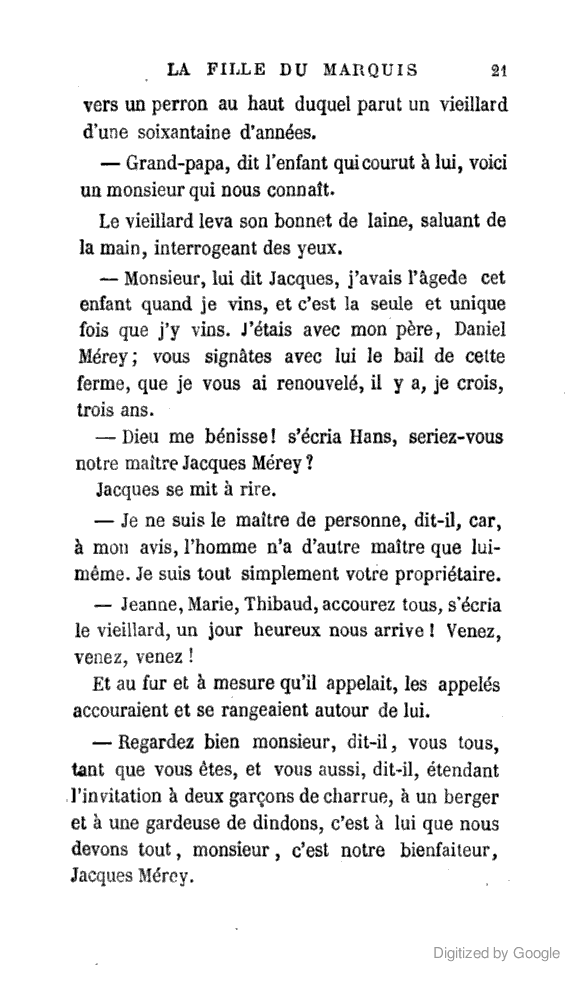 LA FILLE DU MARQUIS 21
vers un perron au haut duquel parut un vieillard
d'une soixantaine d'années.
— Grand-papa, dit l'enfant qui courut à lui, voici
un monsieur qui nous connaît.
Le vieillard leva son bonnet de laine, saluant de
la main, interrogeant des yeux.
— Monsieur, lui dit Jacques, j'avais l'âgede cet
enfant quand je vins, et c'est la seule et unique
fois que j'y vins. J'étais avec mon père, Daniel
Mérey ; vous signâtes avec lui le bail de cette
ferme, que je vous ai renouvelé, il y a, je crois,
trois ans.
— Dieu me bénisse ! s'écria Hans, seriez-vous
notre maître Jacques Mérey ?
Jacques se mit à rire.
— Je ne suis le maître de personne, dit-il, car,
à mon avis, l'homme n'a d'autre maître que lui-
même. Je suis tout simplement votre propriétaire.
— Jeanne, Marie, Thibaud, accourez tous, s'écria
le vieillard, un jour heureux nous arrive ! Venez,
venez, venez !
Et au fur et à mesure qu'il appelait, les appelés
accouraient et se rangeaient autour de lui.
— Regardez bien monsieur, dit-il, vous tous,
tant que vous êtes, et vous aussi, dit-il, étendant
l'invitation à deux garçons de charrue, à un berger
et à une gardeuse de dindons, c'est à lui que nous
devons tout, monsieur, c'est notre bienfaiteur,
Jacques Mérey.
Digitized by Google